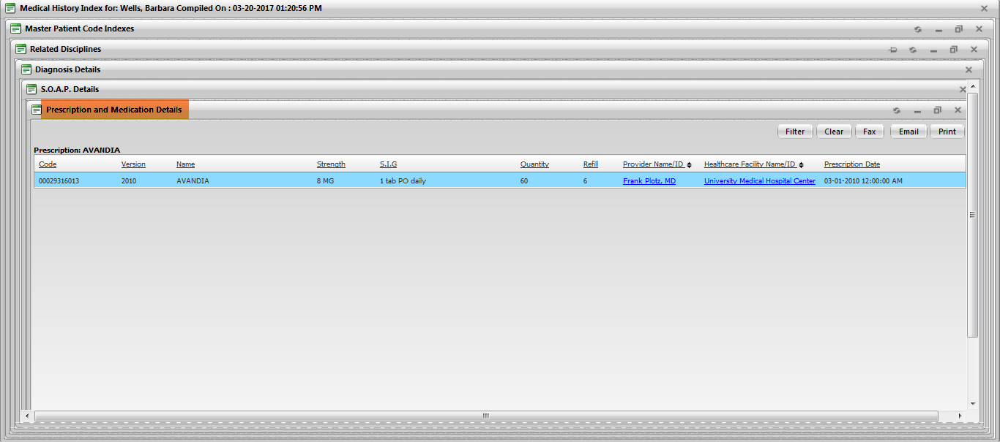 Medical History Index for: Wells, Barbara Compiled On : 03-20-2017 01:20:56 PM
Master Patient Code Indexes
Related Disciplines
Diagnosis Details
S.O.A.P. Details
Prescription and Medication Details
Filter Clear Fax Email Print
Prescription: AVANDIA
Code Version Name Strength S.I.G Quantity Refill Provider Name/ID Healthcare Facility Name/ID Prescription Date
00029316013 2010 AVANDIA 8 MG 1 tab PO daily 60 6 Frank Plotz, MD University Medical Hospital Center 03-01-2010 12:00:00 AM